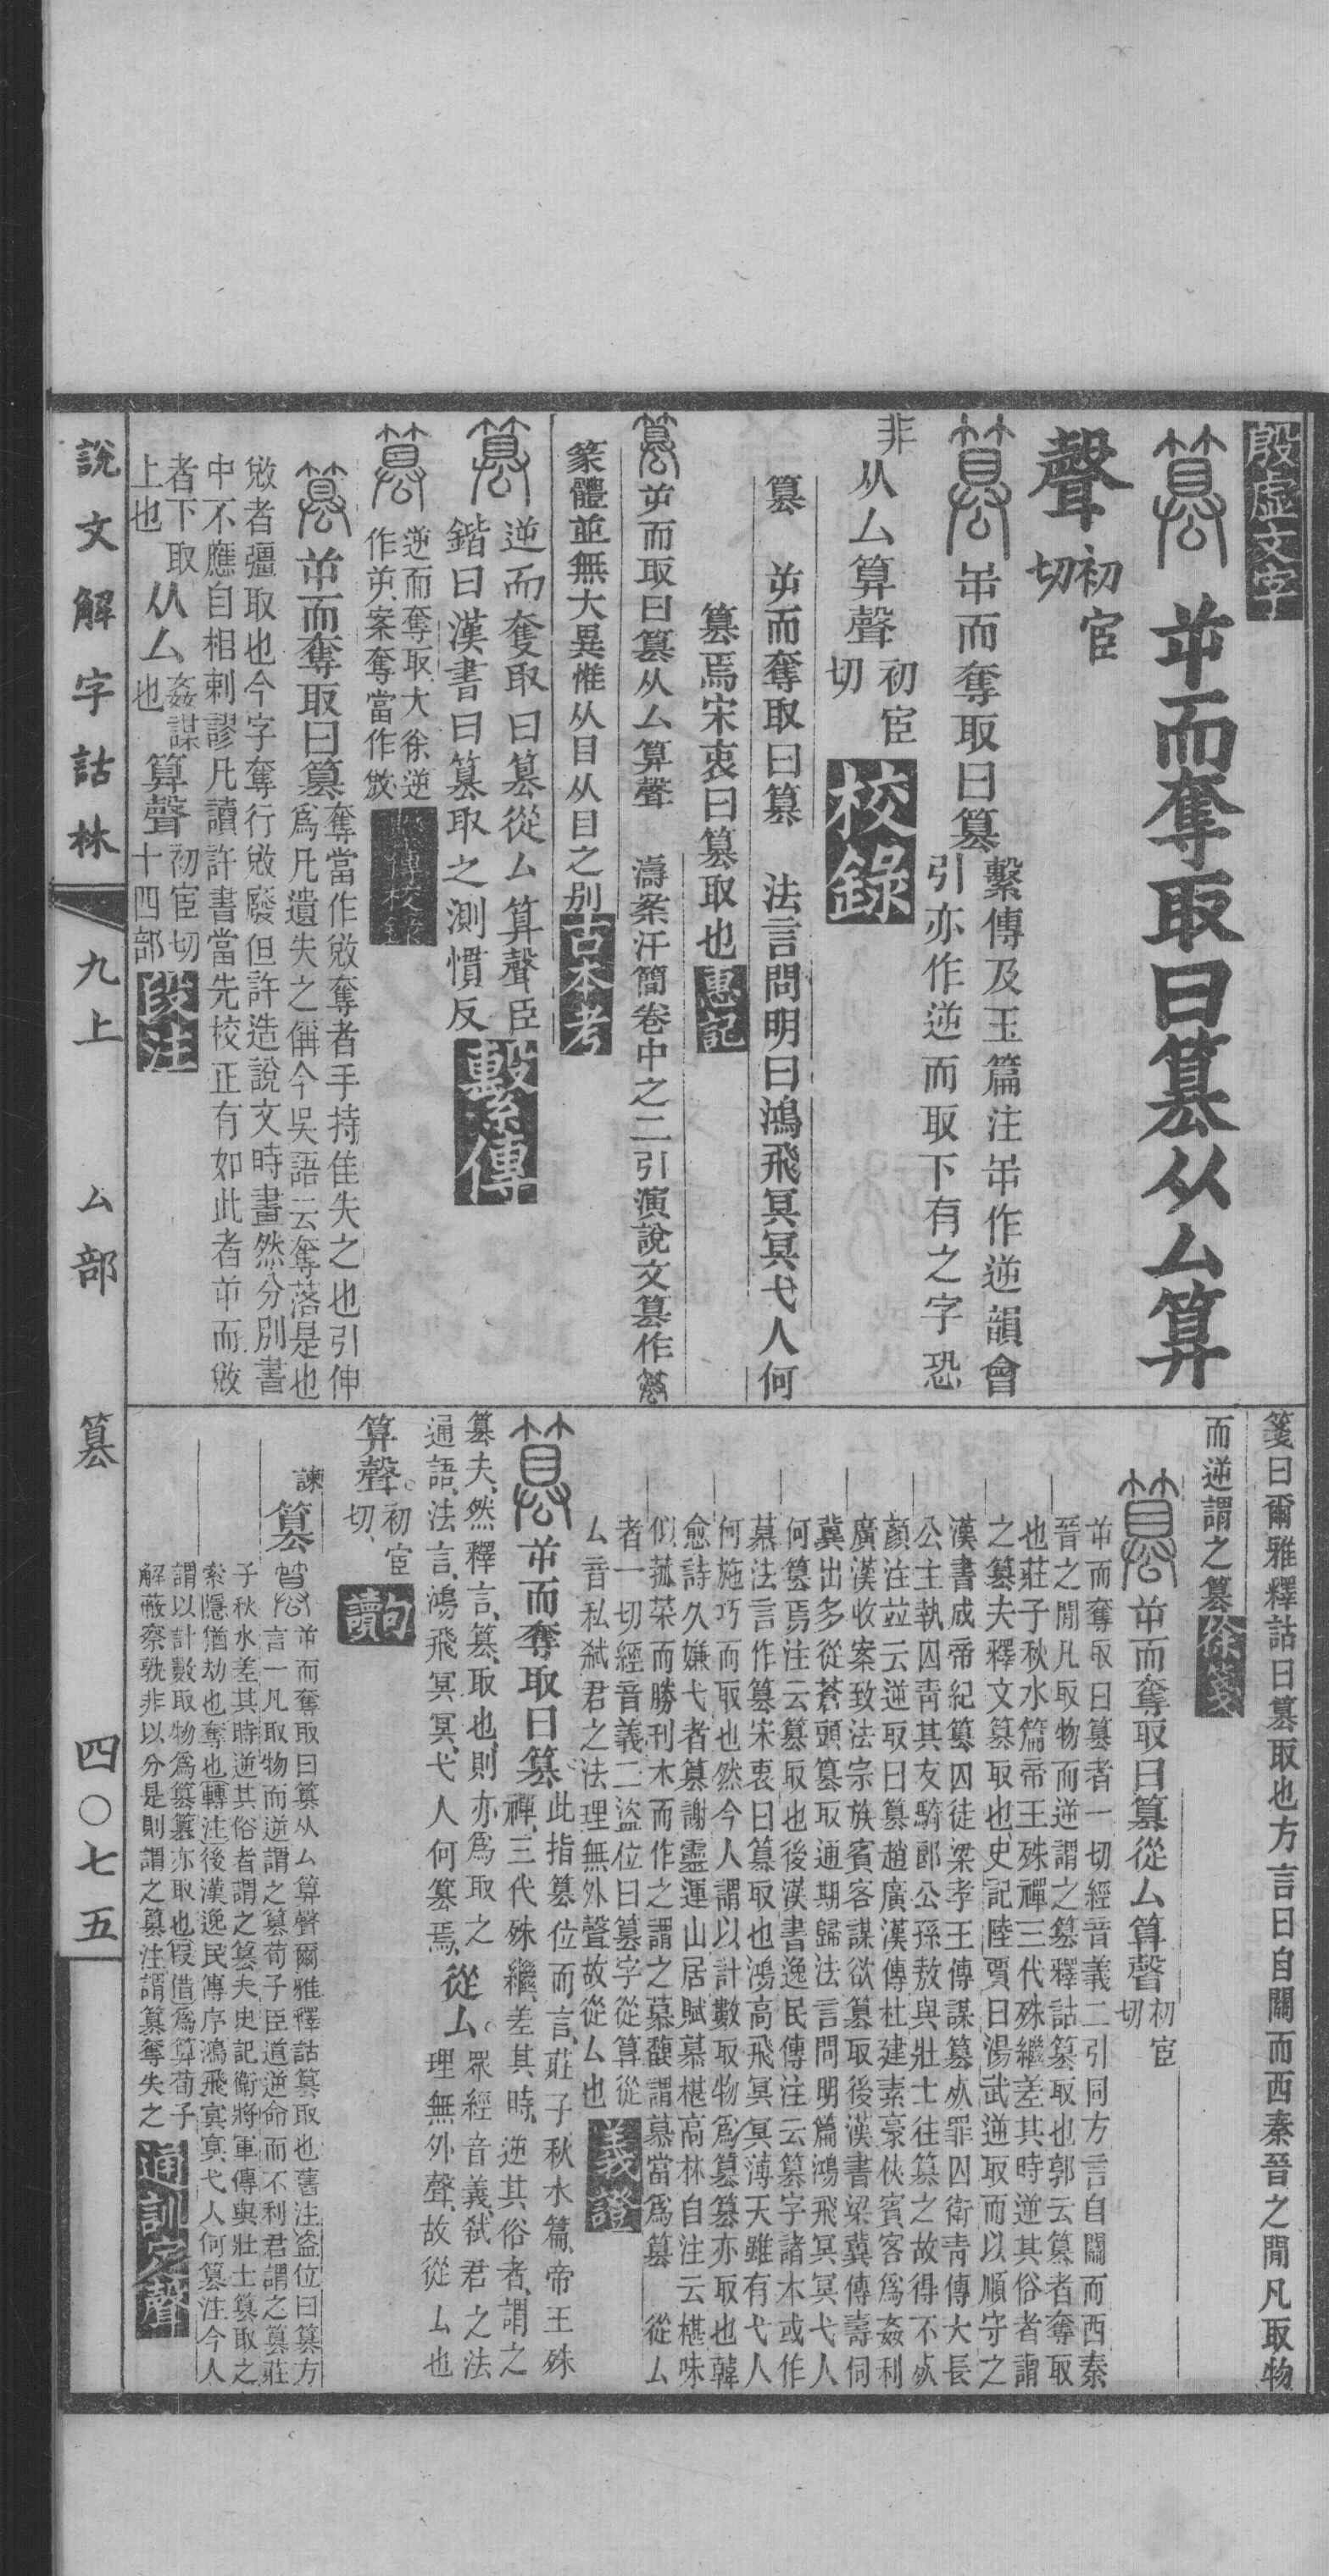 殷虛文字
屰而奪取曰篡从厶算
聲初宦切
屰而奪取曰篡繫傳及玉篇注屰作逆韻會
引亦作逆而取下有之字恐
非从厶算聲初宦切校錄
篡 屰而奪取曰篡 法言問明曰鴻飛冥冥弋人何
篡焉宋衷曰篡取也惠記
屰而取曰篡从厶算聲 濤案汗簡卷中之二引演說文篡作
篆體並無大異惟从目从目之別古本考
逆而奪取曰篡從厶算聲臣
鍇曰漢書曰篡取之測慣反繫傳
逆而奪取大徐逆
作屰案奪當作敓繫傳校錄
屰而奪取曰篡奪當作敓奪者手持隹失之也引伸
爲凡遺失之偁今吳語云奪落是也
敓者彊取也今字奪行敓廢但許造說文時畫然分別書
中不應自相剌謬凡讀許書當先校正有如此者屰而敓
者下取上也从厶姦謀也算聲初宦切十四部段注
箋曰爾雅釋詁曰篡取也方言曰自關而西秦晉之閒凡取物
而逆謂之篡徐箋
屰而奪取曰篡從厶算聲初宦切
屰而奪取曰篡者一切經音義二引同方言自關而西秦
晉之閒凡取物而逆謂之篡釋詁篡取也郭云篡者奪取
也莊子秋水篇帝王殊禪三代殊繼差其時逆其俗者謂
之篡夫釋文篡取也史記陸賈曰湯武逆取而以順守之
漢書成帝紀篡囚徒梁孝王傳謀篡死罪囚衛青傳大長
公主執囚青其友騎郎公孫敖與壯士往篡之故得不死
顏注竝云逆取曰篡趙廣漢傳杜建素豪俠賓客爲姦利
廣漢收案致法宗族賓客謀欲篡取後漢書梁冀傳壽伺
冀出多從蒼頭篡取通期歸法言問明篇鴻飛冥冥弋人
何篡焉注云篡取也後漢書逸民傳注云篡字諸本或作
慕法言作篡宋衷曰篡取也鴻高飛冥冥薄天雖有弋人
何施巧而取也然今人謂以計數取物爲篡篡亦取也韓
愈詩久嫌弋者篡謝靈運山居賦慕椹高林自注云椹味
似菰菜而勝刊木而作之謂之慕馥謂慕當爲篡 從厶
者一切經音義二盜位曰篡字從算從
厶音私弒君之法理無外聲故從厶也義證
屰而奪取曰篡此指篡位而言、莊子秋水篇、帝王殊
禪、三代殊繼、差其時、逆其俗者、謂之
篡夫、然釋言、篡、取也、則亦爲取之
通語、法言、鴻飛冥冥、弋人何篡焉、從厶。眾經音義、弒君之法
理無外聲、故從厶也
算聲。初宦切、句讀
諫 篡屰而奪取曰篡从厶算聲爾雅釋詁篡取也舊注盜位曰篡方
言一凡取物而逆謂之篡荀子臣道逆命而不利君謂之篡莊
子秋水差其時逆其俗者謂之篡夫史記衛將軍傳與壯士篡取之
索隱猶劫也奪也轉注後漢逸民傳序鴻飛冥冥弋人何篡注今人
謂以計數取物爲篡篡亦取也叚借爲算荀子
解蔽察孰非以分是則謂之篡注謂篡奪失之通訓定聲
說文解字詁林 九上 厶部 篡 四〇七五